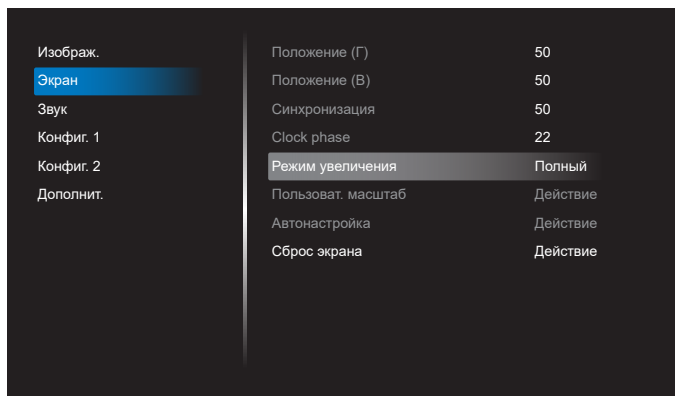 Изображ.
Экран
Звук
Конфиг. 1
Конфиг. 2
Дополнит.
Положение (Г) 50
Положение (В) 50
Синхронизация 50
Clock phase 22
Режим увеличения Полный
Пользоват. масштаб Действие
Автонастройка Действие
Сброс экрана Действие